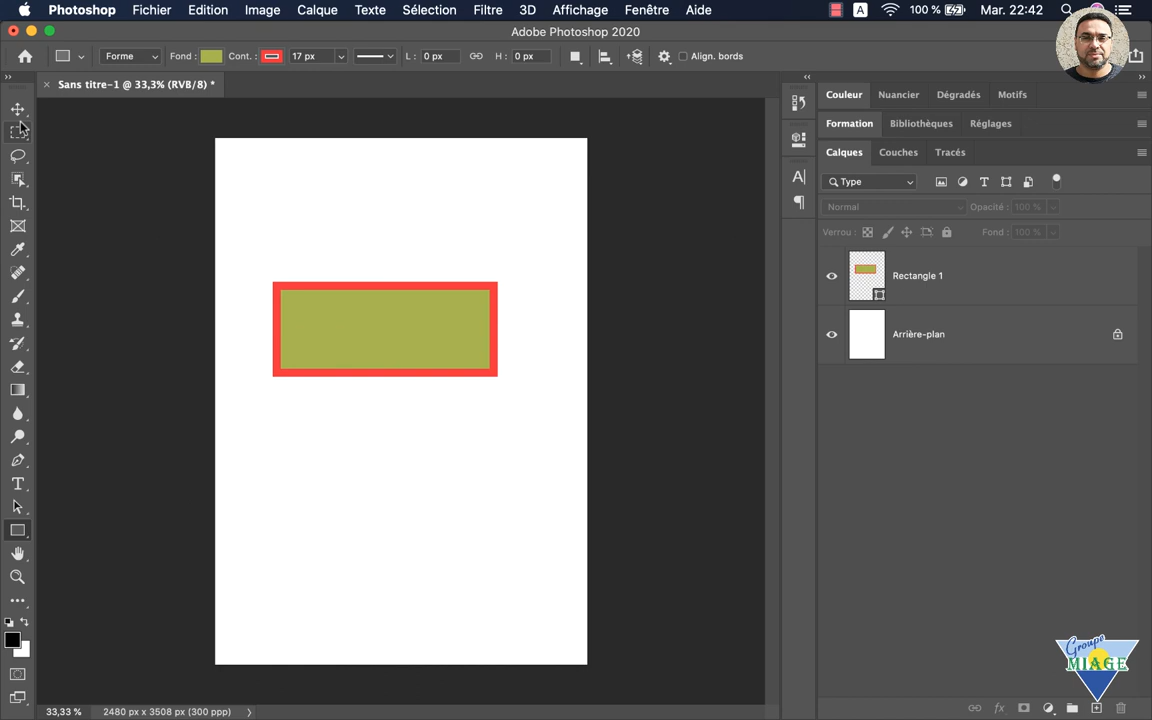 Photoshop Fichier Edition Image Calque Texte Sélection Filtre 3D Affichage Fenêtre Aide A 100 % Mar. 22:42
Adobe Photoshop 2020
Forme Fond : Cont. : 17 px L : 0 px H : 0 px Align. bords
Sans titre-1 @ 33,3% (RVB/8) *
Couleur Nuancier Dégradés Motifs
Formation Bibliothèques Réglages
Calques Couches Tracés
Type
Normal Opacité : 100 %
Verrou : Fond : 100 %
Rectangle 1
Arrière-plan
Groupe
MIAGE
33,33 % 2480 px x 3508 px (300 ppp)